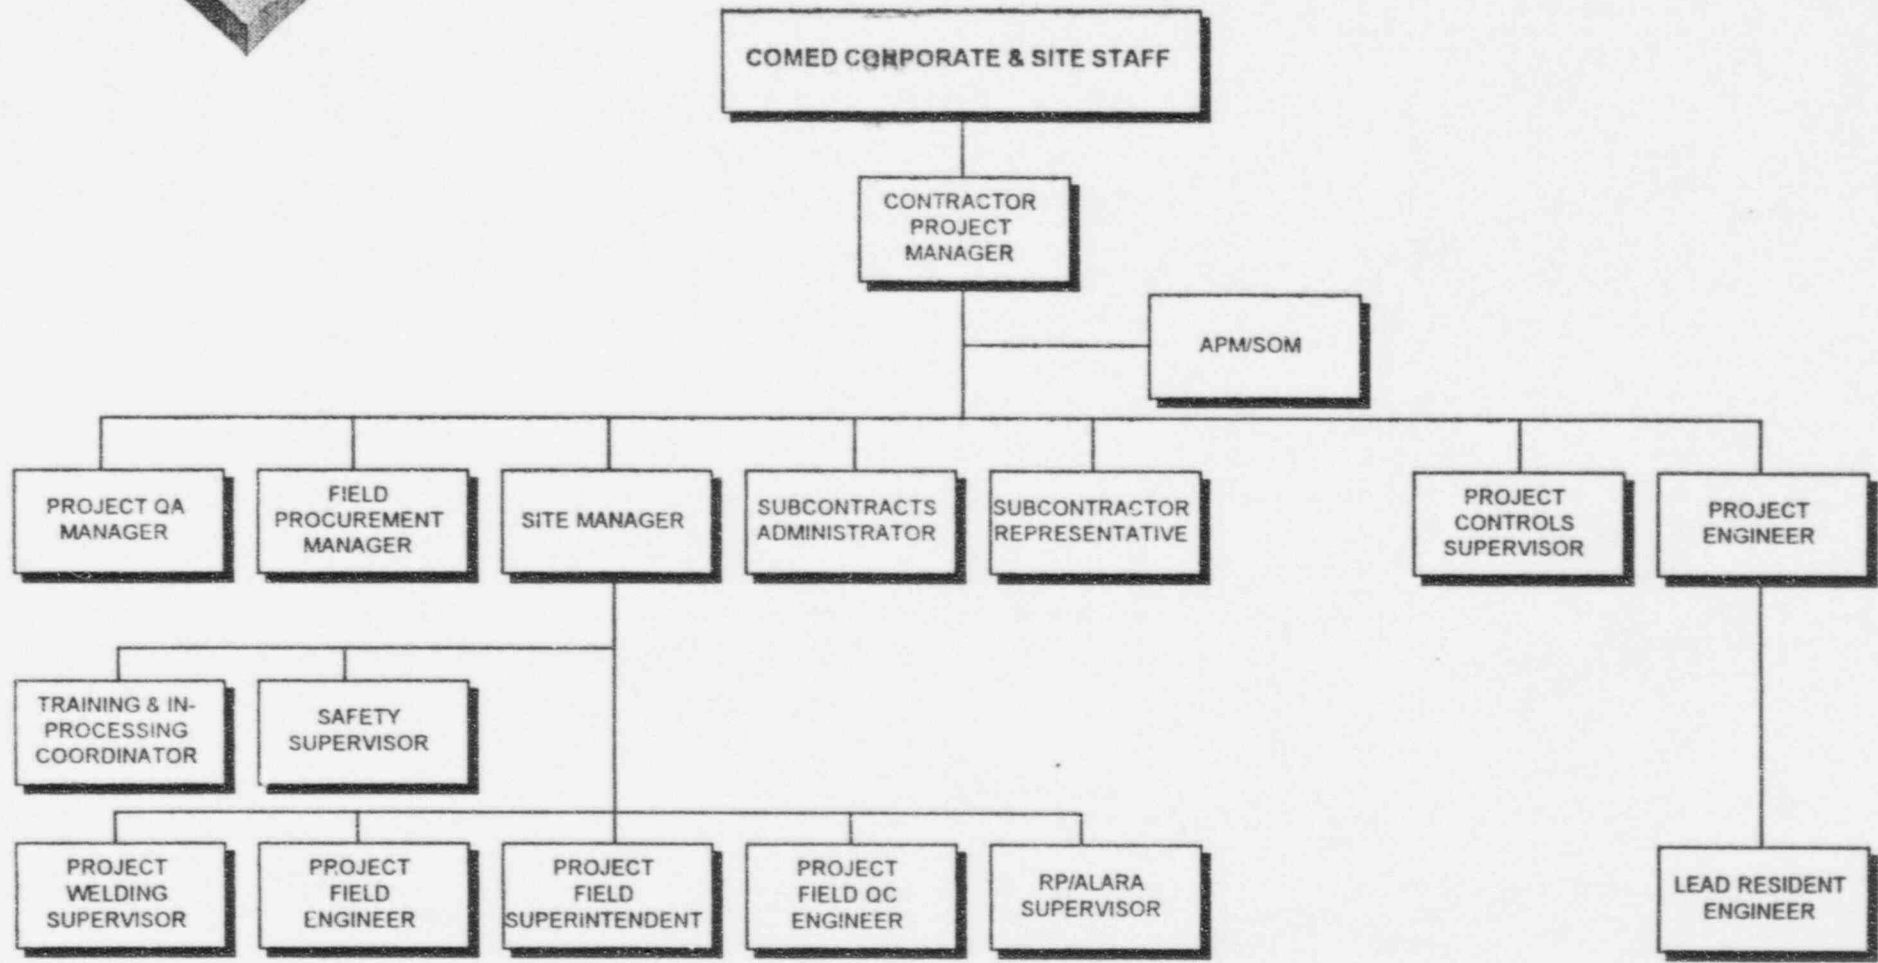 COMED CORPORATE & SITE STAFF
CONTRACTOR
PROJECT
MANAGER
APM/SOM
PROJECT QA
MANAGER
FIELD
PROCUREMENT
MANAGER
SITE MANAGER
SUBCONTRACTS
ADMINISTRATOR
SUBCONTRACTOR
REPRESENTATIVE
PROJECT
CONTROLS
SUPERVISOR
PROJECT
ENGINEER
TRAINING & IN-
PROCESSING
COORDINATOR
SAFETY
SUPERVISOR
PROJECT
WELDING
SUPERVISOR
PROJECT
FIELD
ENGINEER
PROJECT
FIELD
SUPERINTENDENT
PROJECT
FIELD QC
ENGINEER
RP/ALARA
SUPERVISOR
LEAD RESIDENT
ENGINEER